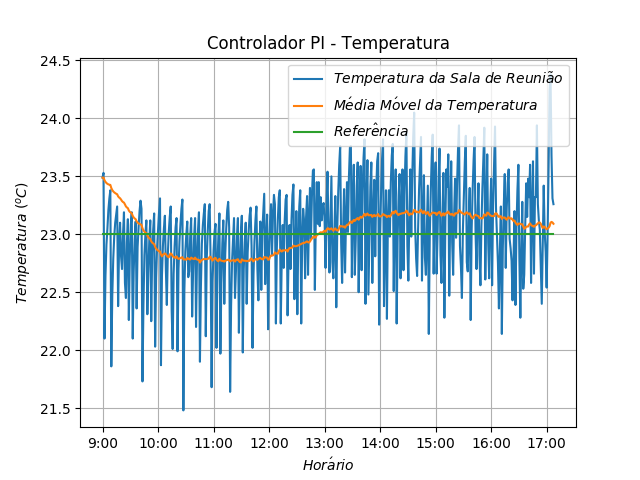 Controlador PI - Temperatura
Temperatura da Sala de Reunião
Média Móvel da Temperatura
Referência
Temperatura (ºC)
24.5
24.0
23.5
23.0
22.5
22.0
21.5
9:00 10:00 11:00 12:00 13:00 14:00 15:00 16:00 17:00
Horário